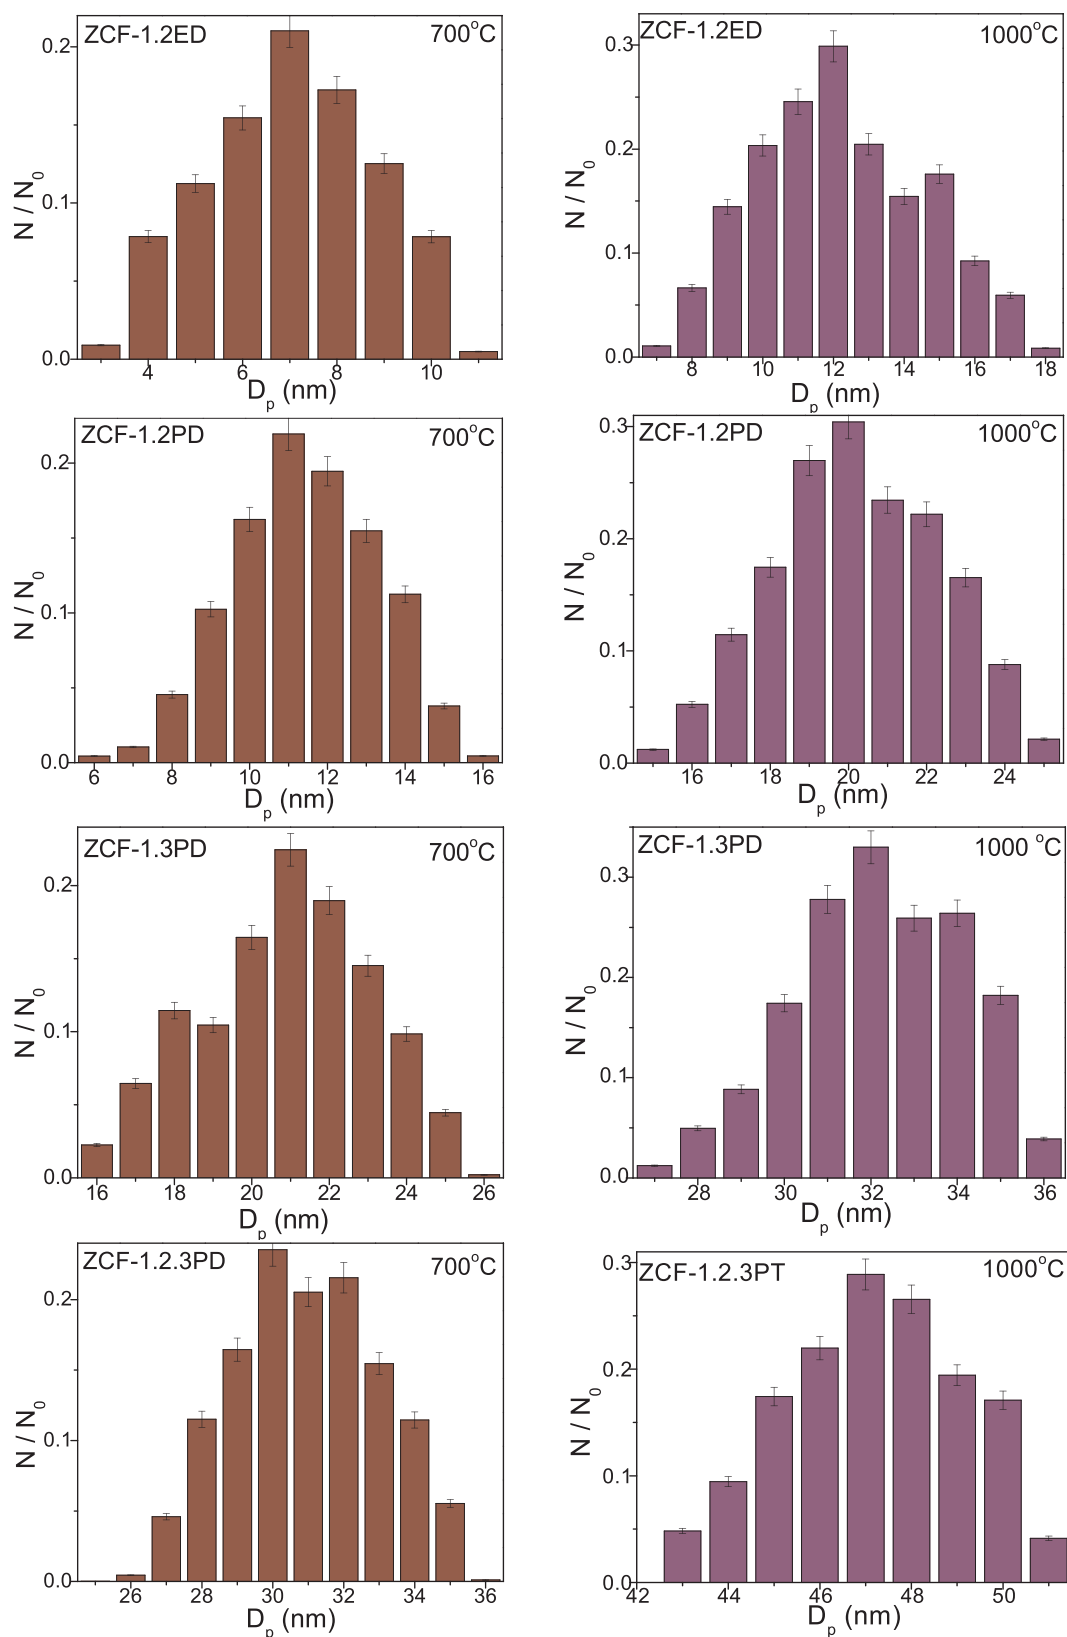 ZCF-1.2ED 700°C
N / N₀
0.2
0.1
0.0
4 6 8 10
Dₚ (nm)
ZCF-1.2ED 1000°C
N / N₀
0.3
0.2
0.1
0.0
8 10 12 14 16 18
Dₚ (nm)
ZCF-1.2PD 700°C
N / N₀
0.2
0.1
0.0
6 8 10 12 14 16
Dₚ (nm)
ZCF-1.2PD 1000°C
N / N₀
0.3
0.2
0.1
0.0
16 18 20 22 24
Dₚ (nm)
ZCF-1.3PD 700°C
N / N₀
0.2
0.1
0.0
16 18 20 22 24 26
Dₚ (nm)
ZCF-1.3PD 1000 °C
N / N₀
0.3
0.2
0.1
0.0
28 30 32 34 36
Dₚ (nm)
ZCF-1.2.3PD 700°C
N / N₀
0.2
0.1
0.0
26 28 30 32 34 36
Dₚ (nm)
ZCF-1.2.3PT 1000°C
N / N₀
0.3
0.2
0.1
0.0
42 44 46 48 50
Dₚ (nm)